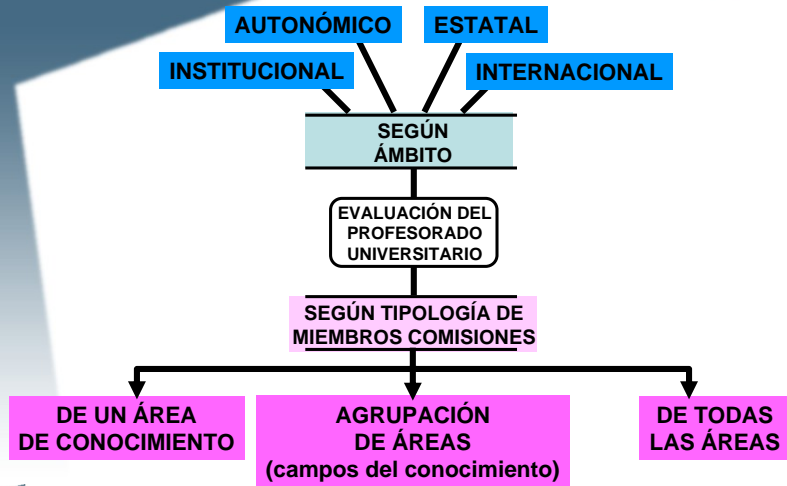 AUTONÓMICO
ESTATAL
INSTITUCIONAL
INTERNACIONAL
SEGÚN
ÁMBITO
EVALUACIÓN DEL
PROFESORADO
UNIVERSITARIO
SEGÚN TIPOLOGÍA DE
MIEMBROS COMISIONES
DE UN ÁREA
DE CONOCIMIENTO
AGRUPACIÓN
DE ÁREAS
(campos del conocimiento)
DE TODAS
LAS ÁREAS